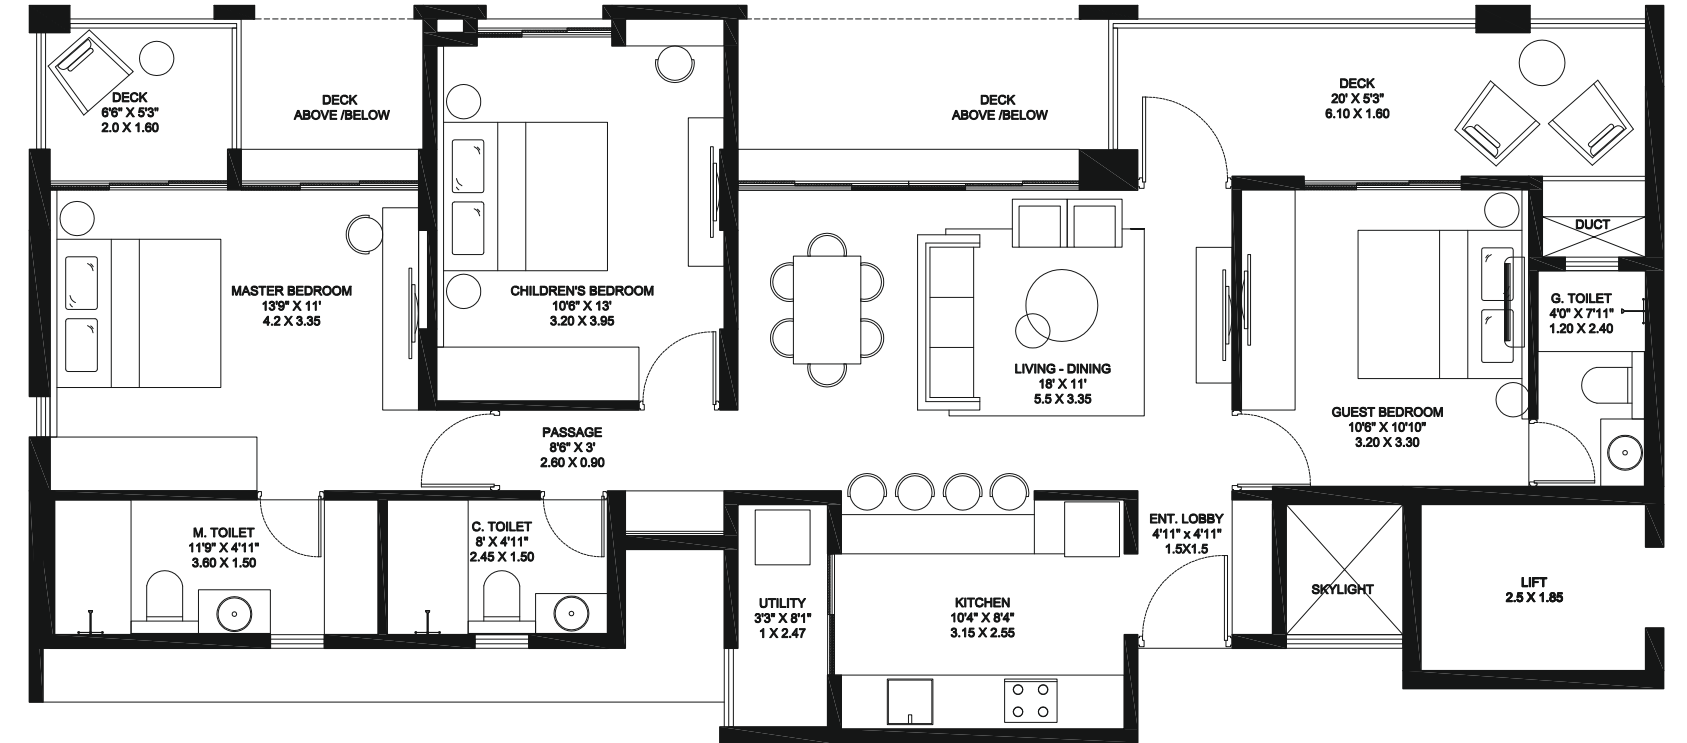 DECK
6'6" X 5'3"
2.0 X 1.60
DECK
ABOVE /BELOW
DECK
ABOVE /BELOW
DECK
20' X 5'3"
6.10 X 1.60
DUCT
MASTER BEDROOM
13'9" X 11'
4.2 X 3.35
CHILDREN'S BEDROOM
10'6" X 13'
3.20 X 3.95
G. TOILET
4'0" X 7'11"
1.20 X 2.40
LIVING - DINING
18' X 11'
5.5 X 3.35
GUEST BEDROOM
10'6" X 10'10"
3.20 X 3.30
PASSAGE
8'6" X 3'
2.60 X 0.90
M. TOILET
11'9" X 4'11"
3.60 X 1.50
C. TOILET
8' X 4'11"
2.45 X 1.50
ENT. LOBBY
4'11" x 4'11"
1.5X1.5
SKYLIGHT
LIFT
2.5 X 1.85
UTILITY
3'3" X 8'1"
1 X 2.47
KITCHEN
10'4" X 8'4"
3.15 X 2.55